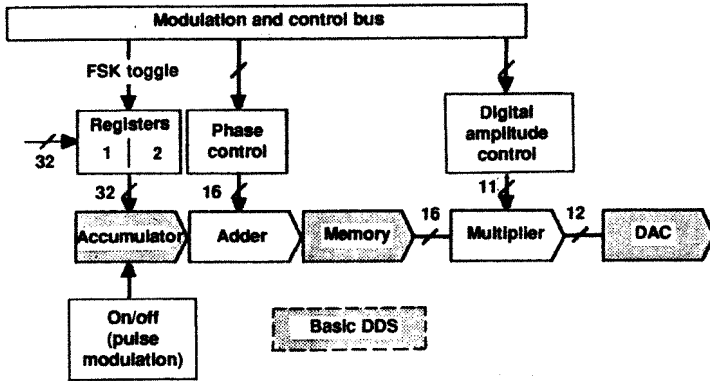 Modulation and control bus
FSK toggle
Registers
1 2
32
Phase
control
Digital
amplitude
control
32
16
11
Accumulator
Adder
Memory
16
Multiplier
12
DAC
On/off
(pulse
modulation)
Basic DDS